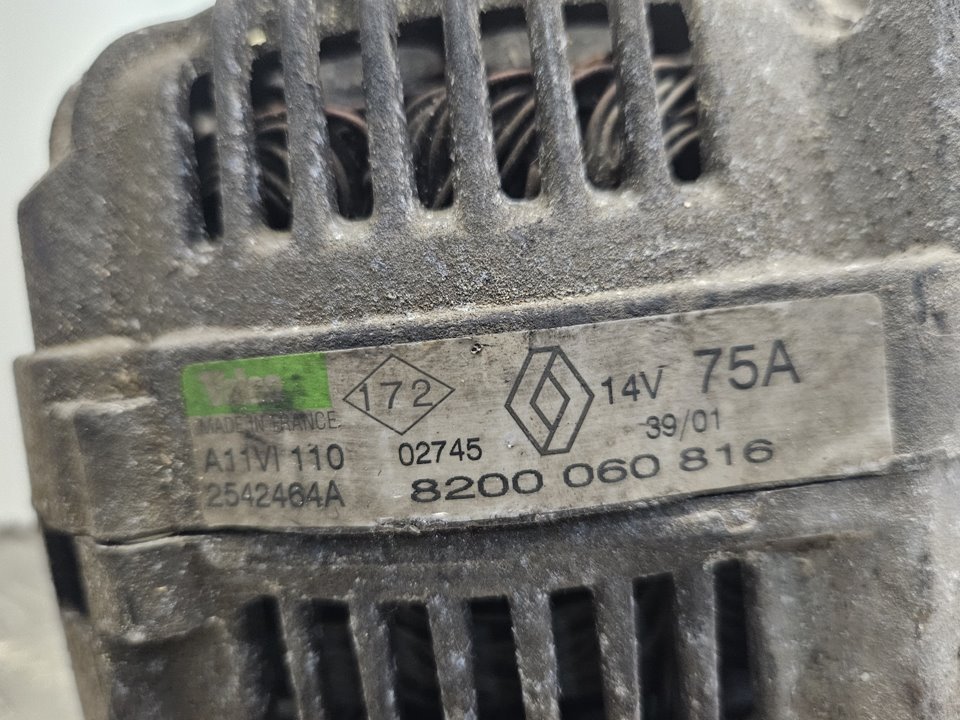 Valeo
172
14V 75A
MADE IN FRANCE
39/01
A11VI 110
02745
2542464A
8200 060 816